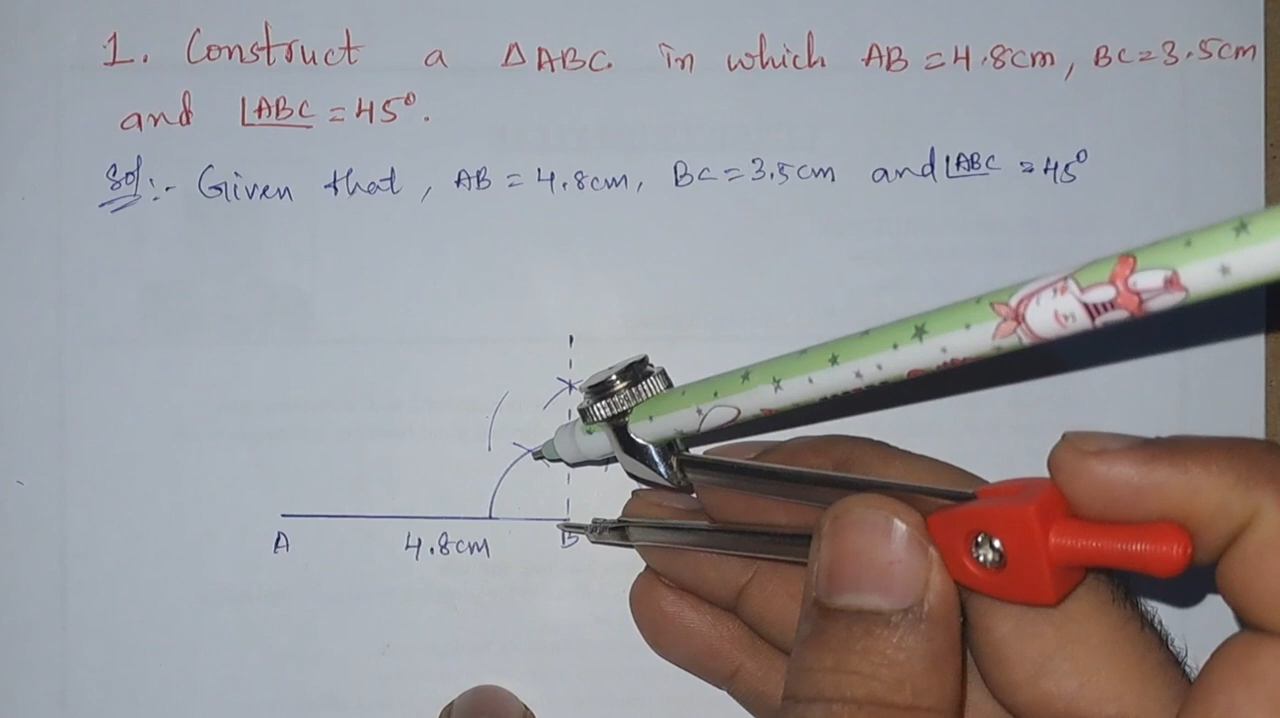 1. Construct a ∆ABC in which AB = 4.8cm, BC = 3.5cm
and ∠ABC = 45°.
Sol:- Given that, AB = 4.8cm, BC = 3.5cm and ∠ABC = 45°
A 4.8cm B